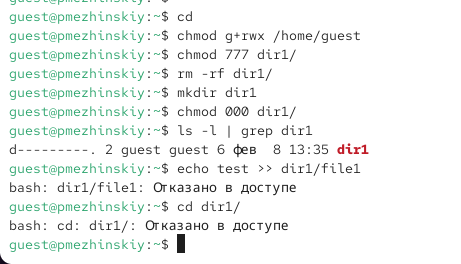 guest@pmezhinskiy:~$ cd
guest@pmezhinskiy:~$ chmod g+rwx /home/guest
guest@pmezhinskiy:~$ chmod 777 dir1/
guest@pmezhinskiy:~$ rm -rf dir1/
guest@pmezhinskiy:~$ mkdir dir1
guest@pmezhinskiy:~$ chmod 000 dir1/
guest@pmezhinskiy:~$ ls -l | grep dir1
d---------. 2 guest guest 6 фев  8 13:35 dir1
guest@pmezhinskiy:~$ echo test >> dir1/file1
bash: dir1/file1: Отказано в доступе
guest@pmezhinskiy:~$ cd dir1/
bash: cd: dir1/: Отказано в доступе
guest@pmezhinskiy:~$